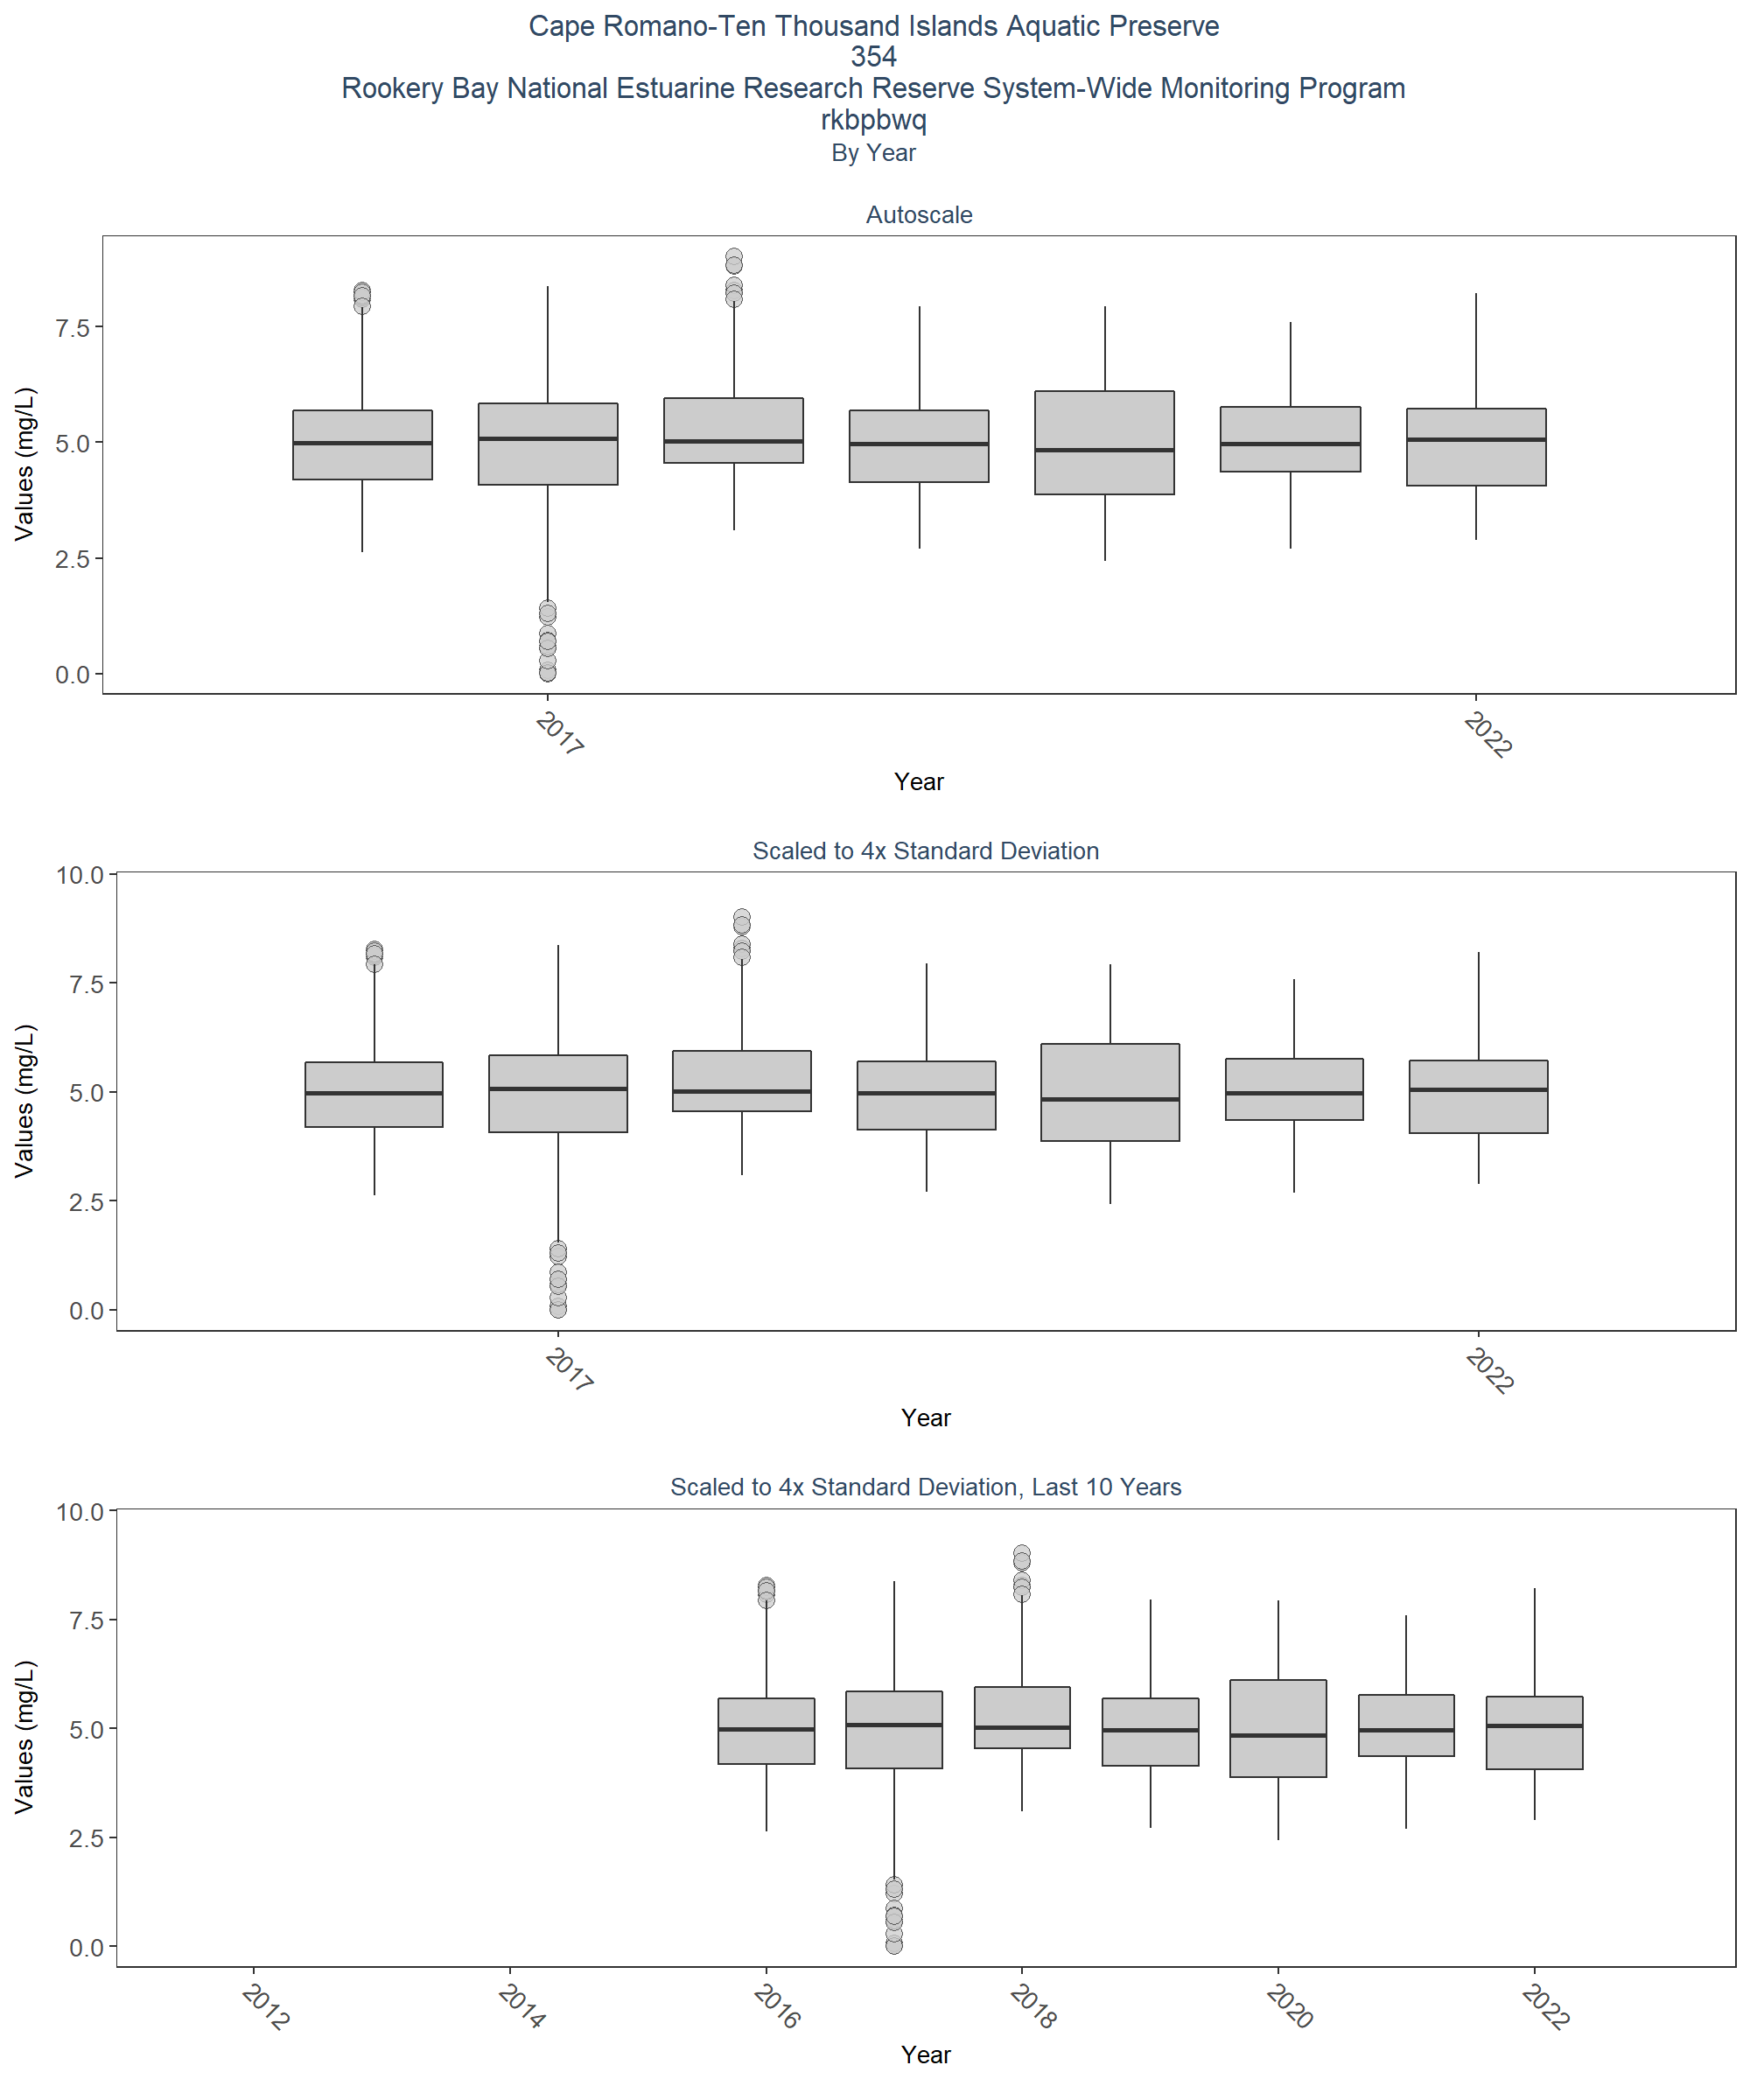 Cape Romano-Ten Thousand Islands Aquatic Preserve
354
Rookery Bay National Estuarine Research Reserve System-Wide Monitoring Program
rkbpbwq
By Year
Autoscale
Values (mg/L)
7.5
5.0
2.5
0.0
2017 2022
Year
Scaled to 4x Standard Deviation
Values (mg/L)
10.0
7.5
5.0
2.5
0.0
2017 2022
Year
Scaled to 4x Standard Deviation, Last 10 Years
Values (mg/L)
10.0
7.5
5.0
2.5
0.0
2012 2014 2016 2018 2020 2022
Year